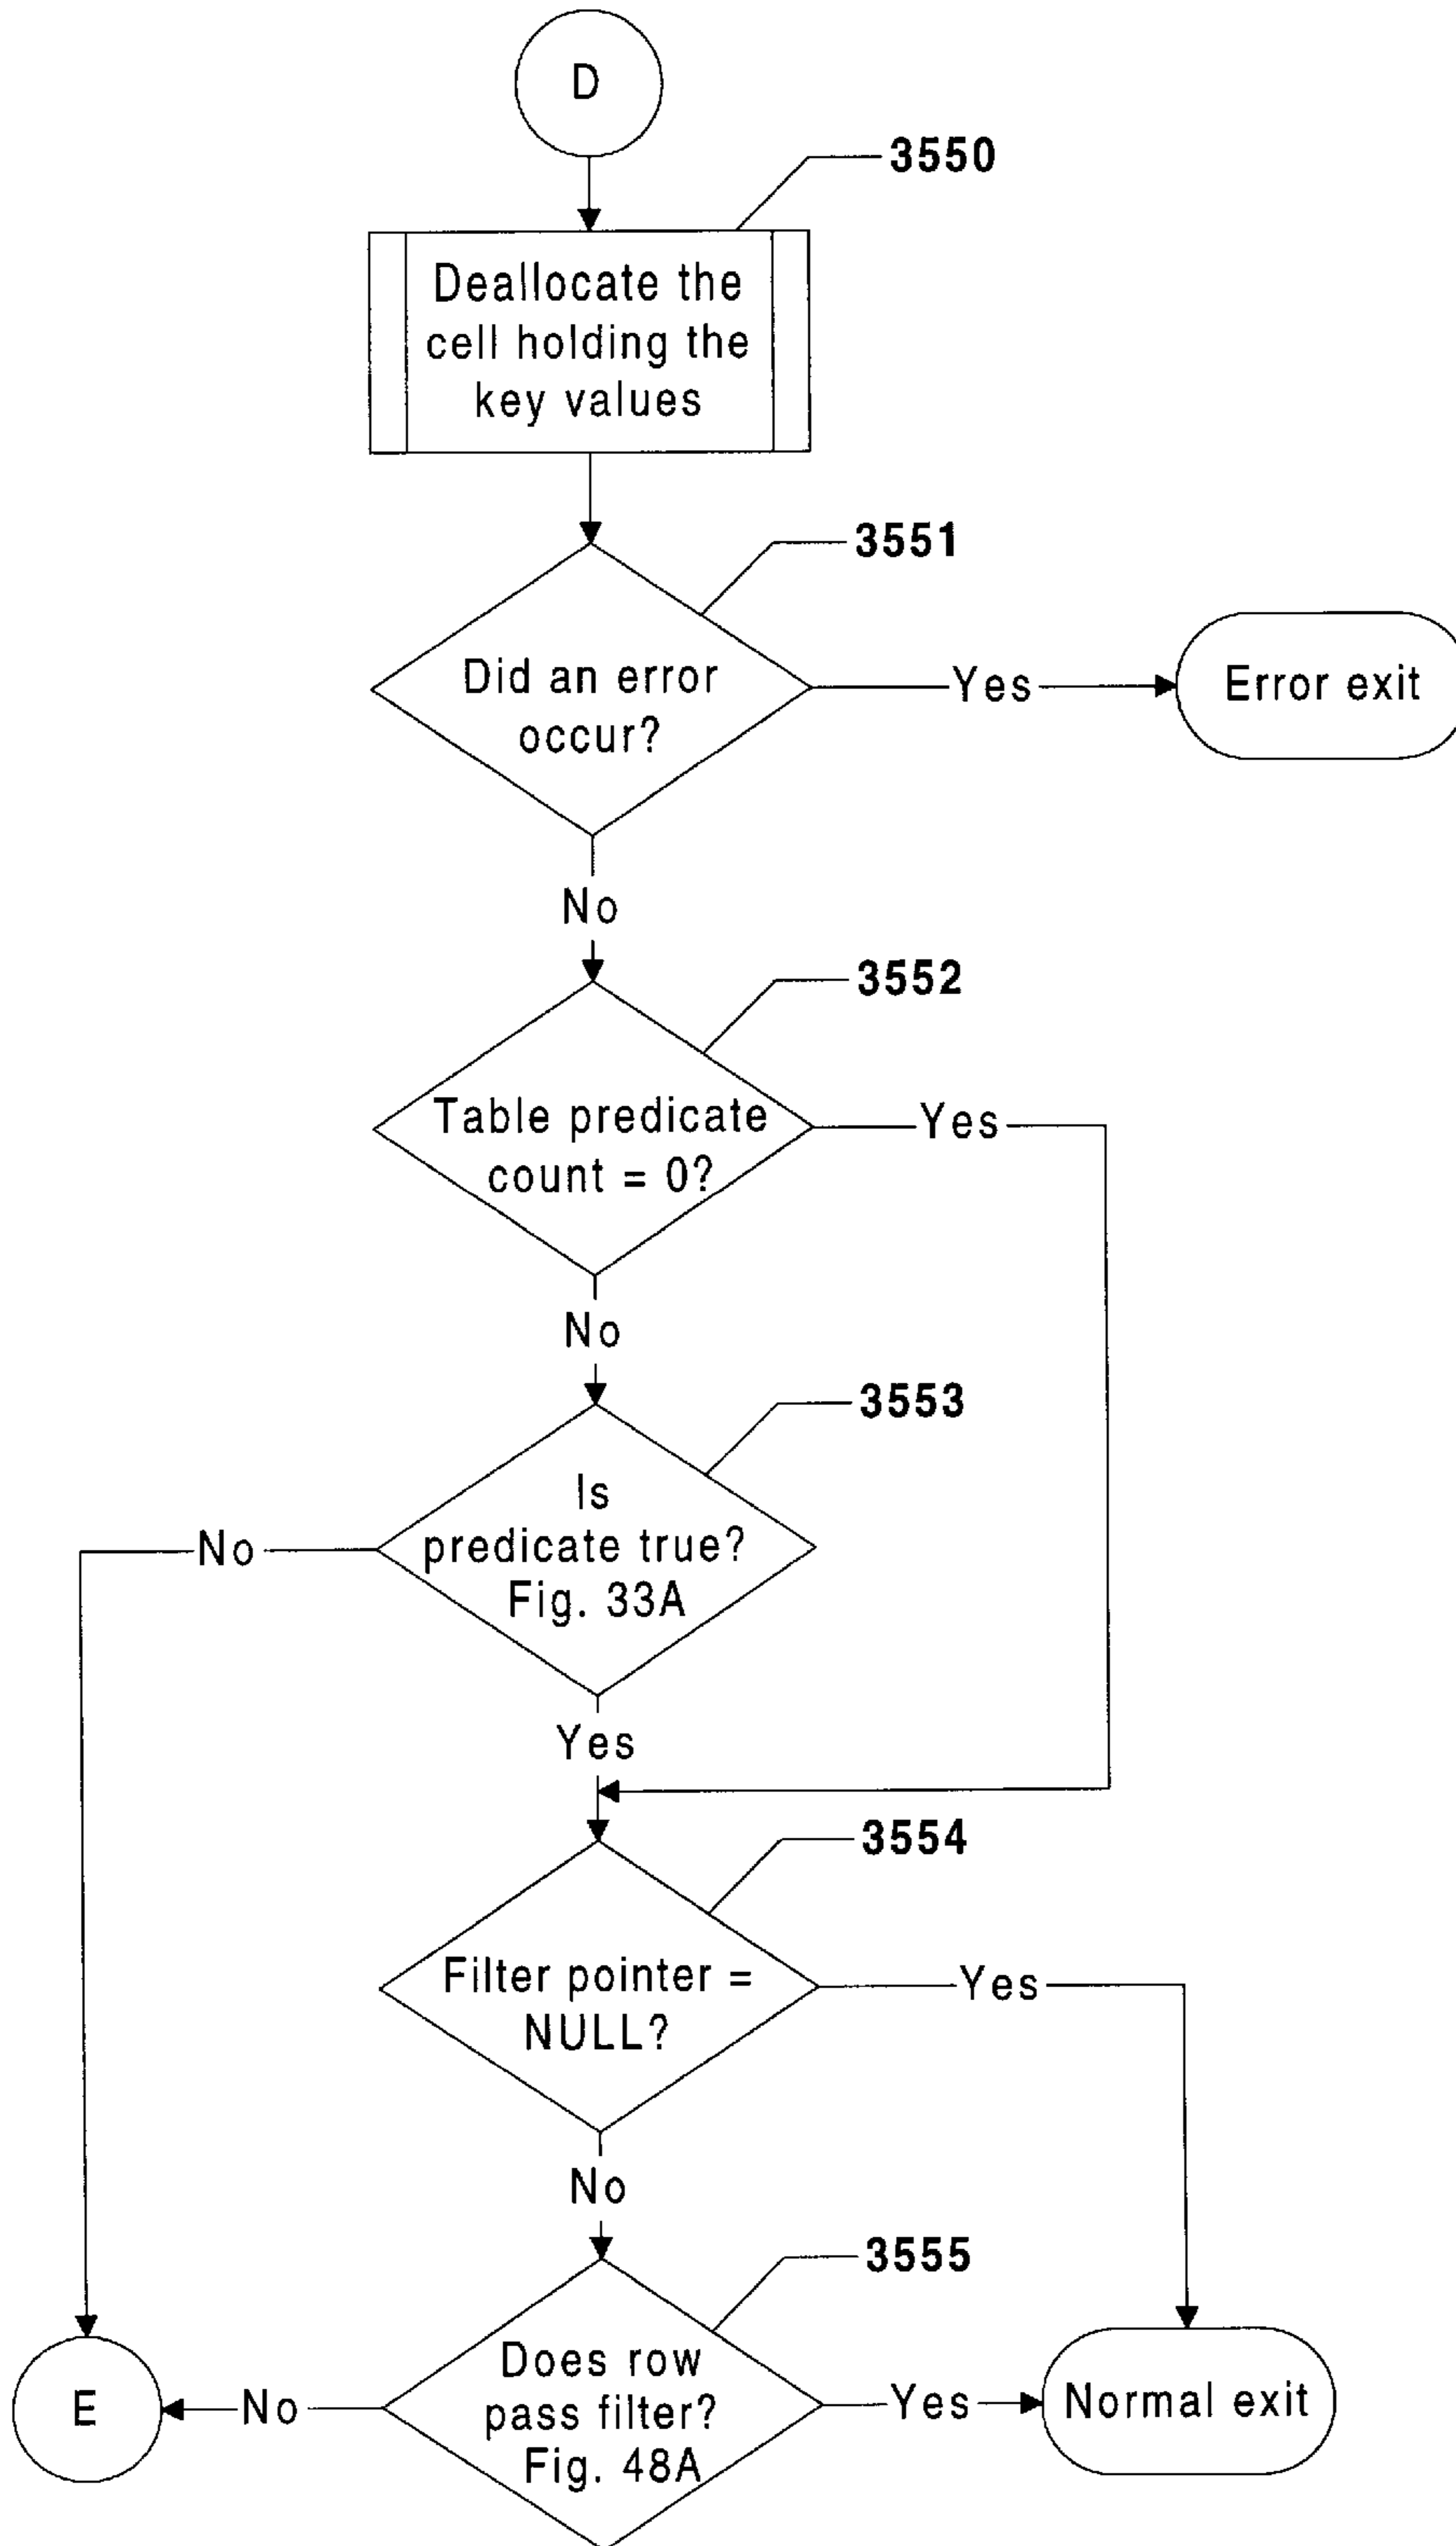 D
3550
Deallocate the
cell holding the
key values
3551
Did an error
occur?
Yes
Error exit
No
3552
Table predicate
count = 0?
Yes
No
3553
Is
predicate true?
Fig. 33A
No
Yes
3554
Filter pointer =
NULL?
Yes
No
3555
Does row
pass filter?
Fig. 48A
No
E
Yes
Normal exit